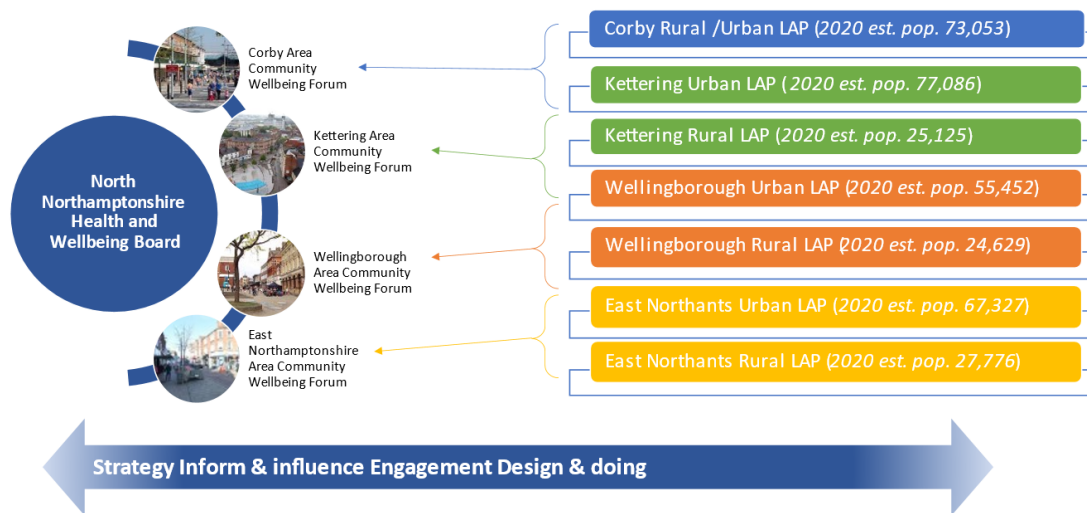 North
Northamptonshire
Health and
Wellbeing Board
Corby Area
Community
Wellbeing Forum
Kettering Area
Community
Wellbeing Forum
Wellingborough
Area Community
Wellbeing Forum
East
Northamptonshire
Area Community
Wellbeing Forum
Corby Rural /Urban LAP (2020 est. pop. 73,053)
Kettering Urban LAP (2020 est. pop. 77,086)
Kettering Rural LAP (2020 est. pop. 25,125)
Wellingborough Urban LAP (2020 est. pop. 55,452)
Wellingborough Rural LAP (2020 est. pop. 24,629)
East Northants Urban LAP (2020 est. pop. 67,327)
East Northants Rural LAP (2020 est. pop. 27,776)
Strategy Inform & influence Engagement Design & doing